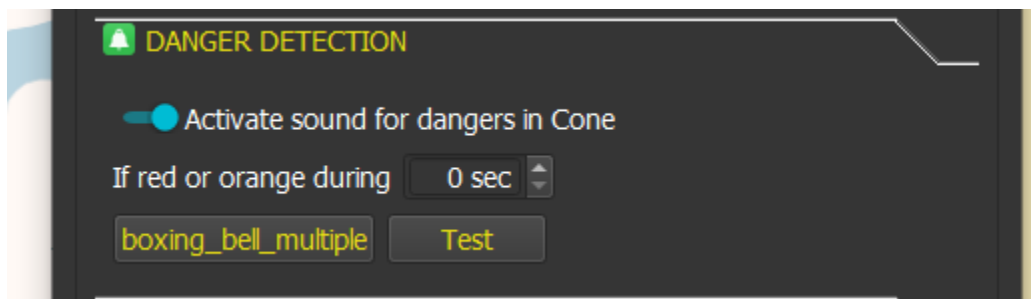 DANGER DETECTION
Activate sound for dangers in Cone
If red or orange during 0 sec
boxing_bell_multiple Test